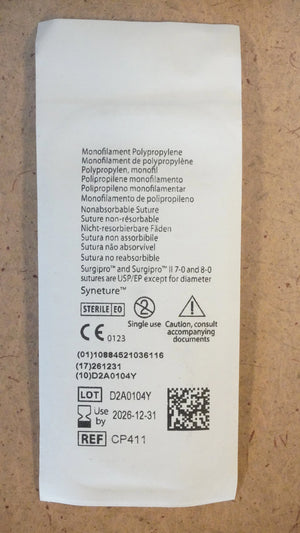 Monofilament Polypropylene
Monofilament de polypropylène
Polypropylen, monofil
Polipropilene monofilamento
Polipropileno monofilamentar
Monofilamento de polipropileno
Nonabsorbable Suture
Suture non-résorbable
Nicht-resorbierbare Fäden
Sutura non assorbibile
Sutura não absorvível
Sutura no reabsorbible
Surgipro™ and Surgipro™ II 7-0 and 8-0
sutures are USP/EP except for diameter
Syneture™
STERILE EO
2
!
CE 0123
Single use
Caution, consult
accompanying
documents
(01)10884521036116
(17)261231
(10)D2A0104Y
LOT D2A0104Y
Use by 2026-12-31
REF CP411